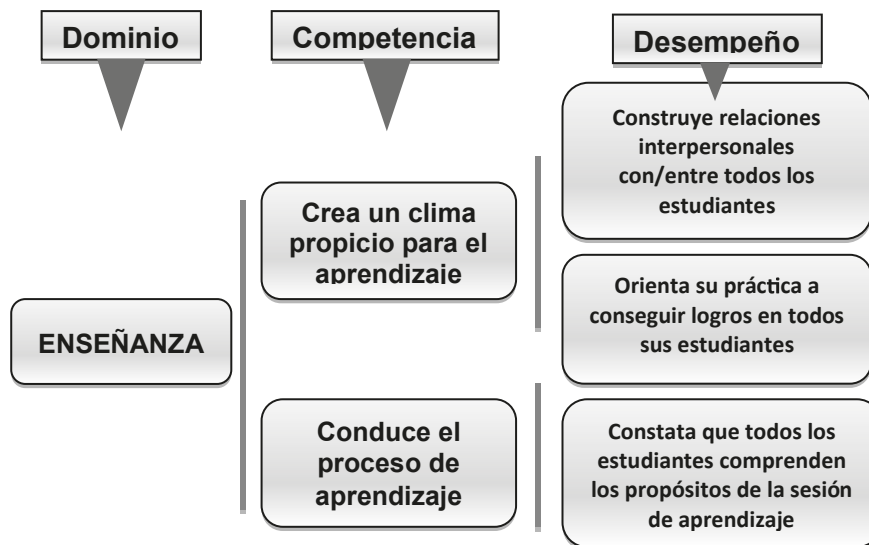 Dominio
Competencia
Desempeño
Construye relaciones
interpersonales
con/entre todos los
estudiantes
Crea un clima
propicio para el
aprendizaje
Orienta su práctica a
conseguir logros en todos
sus estudiantes
ENSEÑANZA
Conduce el
proceso de
aprendizaje
Constata que todos los
estudiantes comprenden
los propósitos de la sesión
de aprendizaje